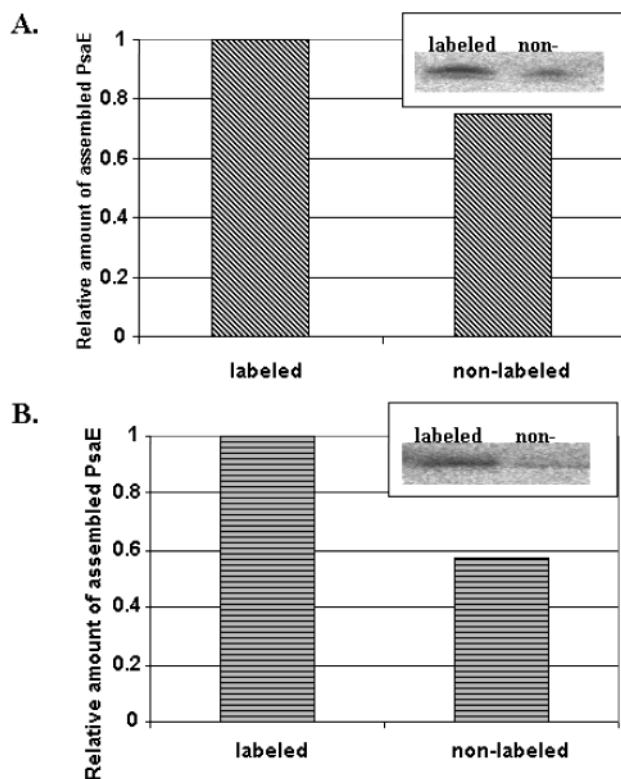 A.
Relative amount of assembled PsaE
1
0.8
0.6
0.4
0.2
0
labeled non-
labeled non-labeled
B.
Relative amount of assembled PsaE
1
0.8
0.6
0.4
0.2
0
labeled non-
labeled non-labeled